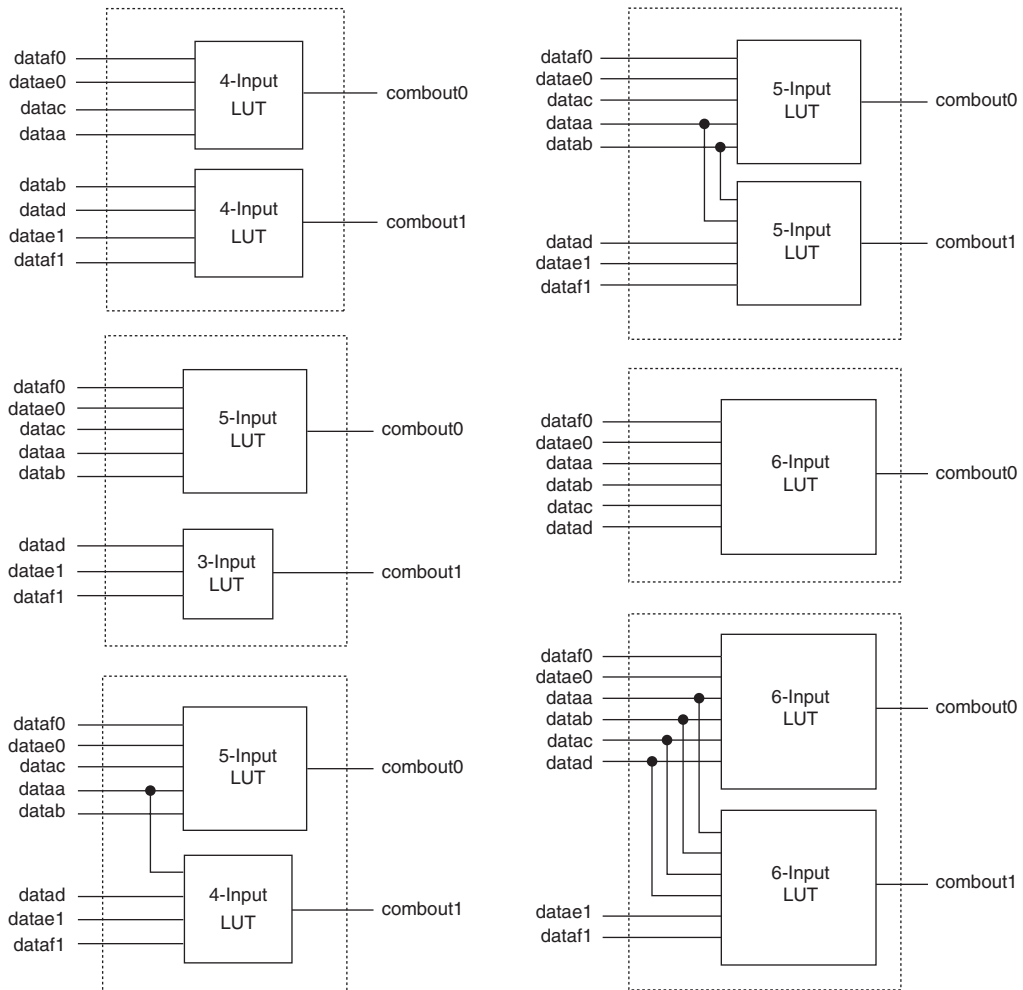 dataf0
datae0
datac
dataa
4-Input
LUT
combout0
datab
datad
datae1
dataf1
4-Input
LUT
combout1
dataf0
datae0
datac
dataa
datab
5-Input
LUT
combout0
datad
datae1
dataf1
3-Input
LUT
combout1
dataf0
datae0
datac
dataa
datab
5-Input
LUT
combout0
datad
datae1
dataf1
4-Input
LUT
combout1
dataf0
datae0
datac
dataa
datab
5-Input
LUT
combout0
datad
datae1
dataf1
5-Input
LUT
combout1
dataf0
datae0
dataa
datab
datac
datad
6-Input
LUT
combout0
dataf0
datae0
dataa
datab
datac
datad
6-Input
LUT
combout0
datae1
dataf1
6-Input
LUT
combout1